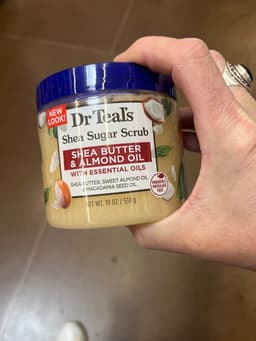 NEW
LOOK!
Dr Teal's
Shea Sugar Scrub
SHEA BUTTER
& ALMOND OIL
WITH ESSENTIAL OILS
SHEA BUTTER, SWEET ALMOND OIL
& MACADAMIA SEED OIL
NET WT. 19 OZ / 538 g